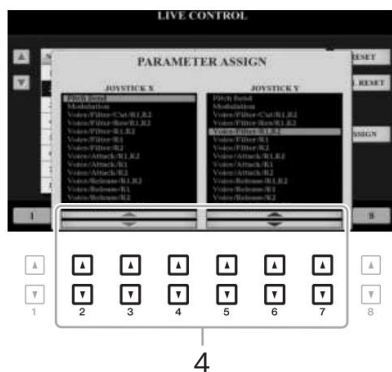 LIVE CONTROL
RESET
RESET
ASSIGN
PARAMETER ASSIGN
JOYSTICK X
Pitch Bend
Modulation
Voice/Filter-Cut/R1,R2
Voice/Filter-Res/R1,R2
Voice/Filter/R1,R2
Voice/Filter/R1
Voice/Filter/R2
Voice/Attack/R1,R2
Voice/Attack/R1
Voice/Attack/R2
Voice/Release/R1,R2
Voice/Release/R1
Voice/Release/R2
JOYSTICK Y
Pitch Bend
Modulation
Voice/Filter-Cut/R1,R2
Voice/Filter-Res/R1,R2
Voice/Filter/R1,R2
Voice/Filter/R1
Voice/Filter/R2
Voice/Attack/R1,R2
Voice/Attack/R1
Voice/Attack/R2
Voice/Release/R1,R2
Voice/Release/R1
Voice/Release/R2
1 8
1 2 3 4 5 6 7 8
4